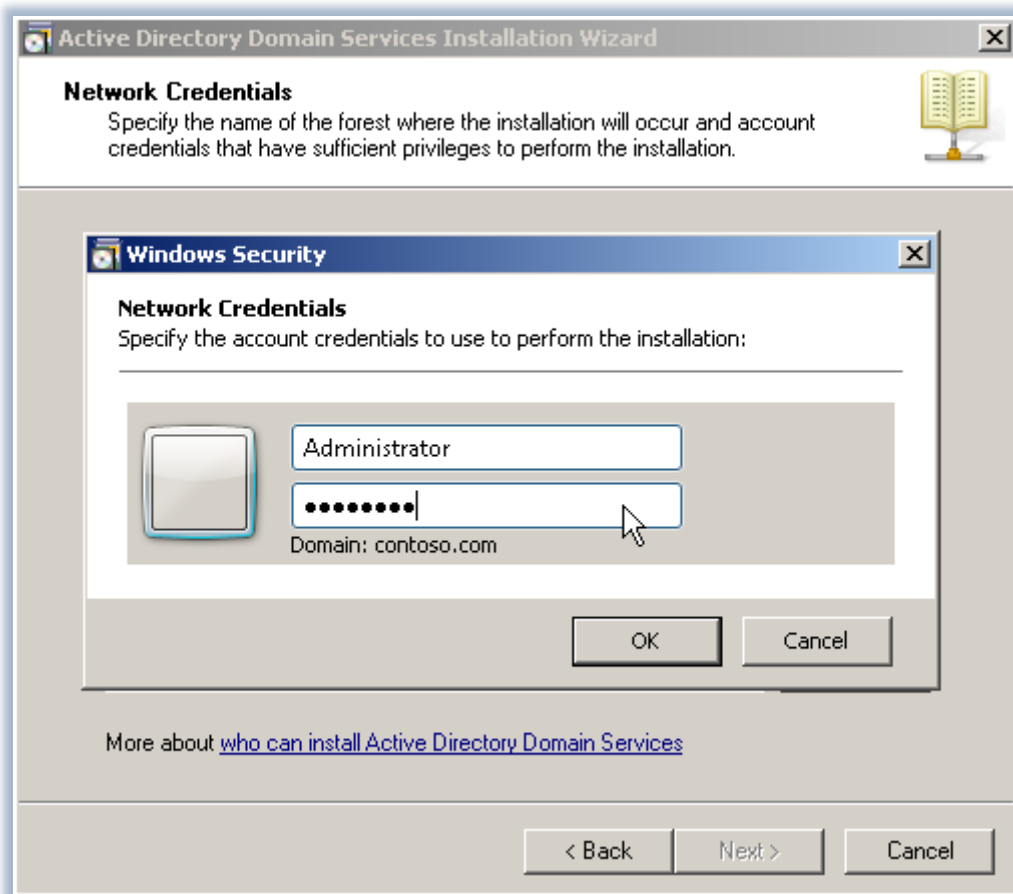 Active Directory Domain Services Installation Wizard
Network Credentials
Specify the name of the forest where the installation will occur and account
credentials that have sufficient privileges to perform the installation.
Windows Security
Network Credentials
Specify the account credentials to use to perform the installation:
Administrator
••••••••
Domain: contoso.com
OK
Cancel
More about who can install Active Directory Domain Services
< Back
Next >
Cancel